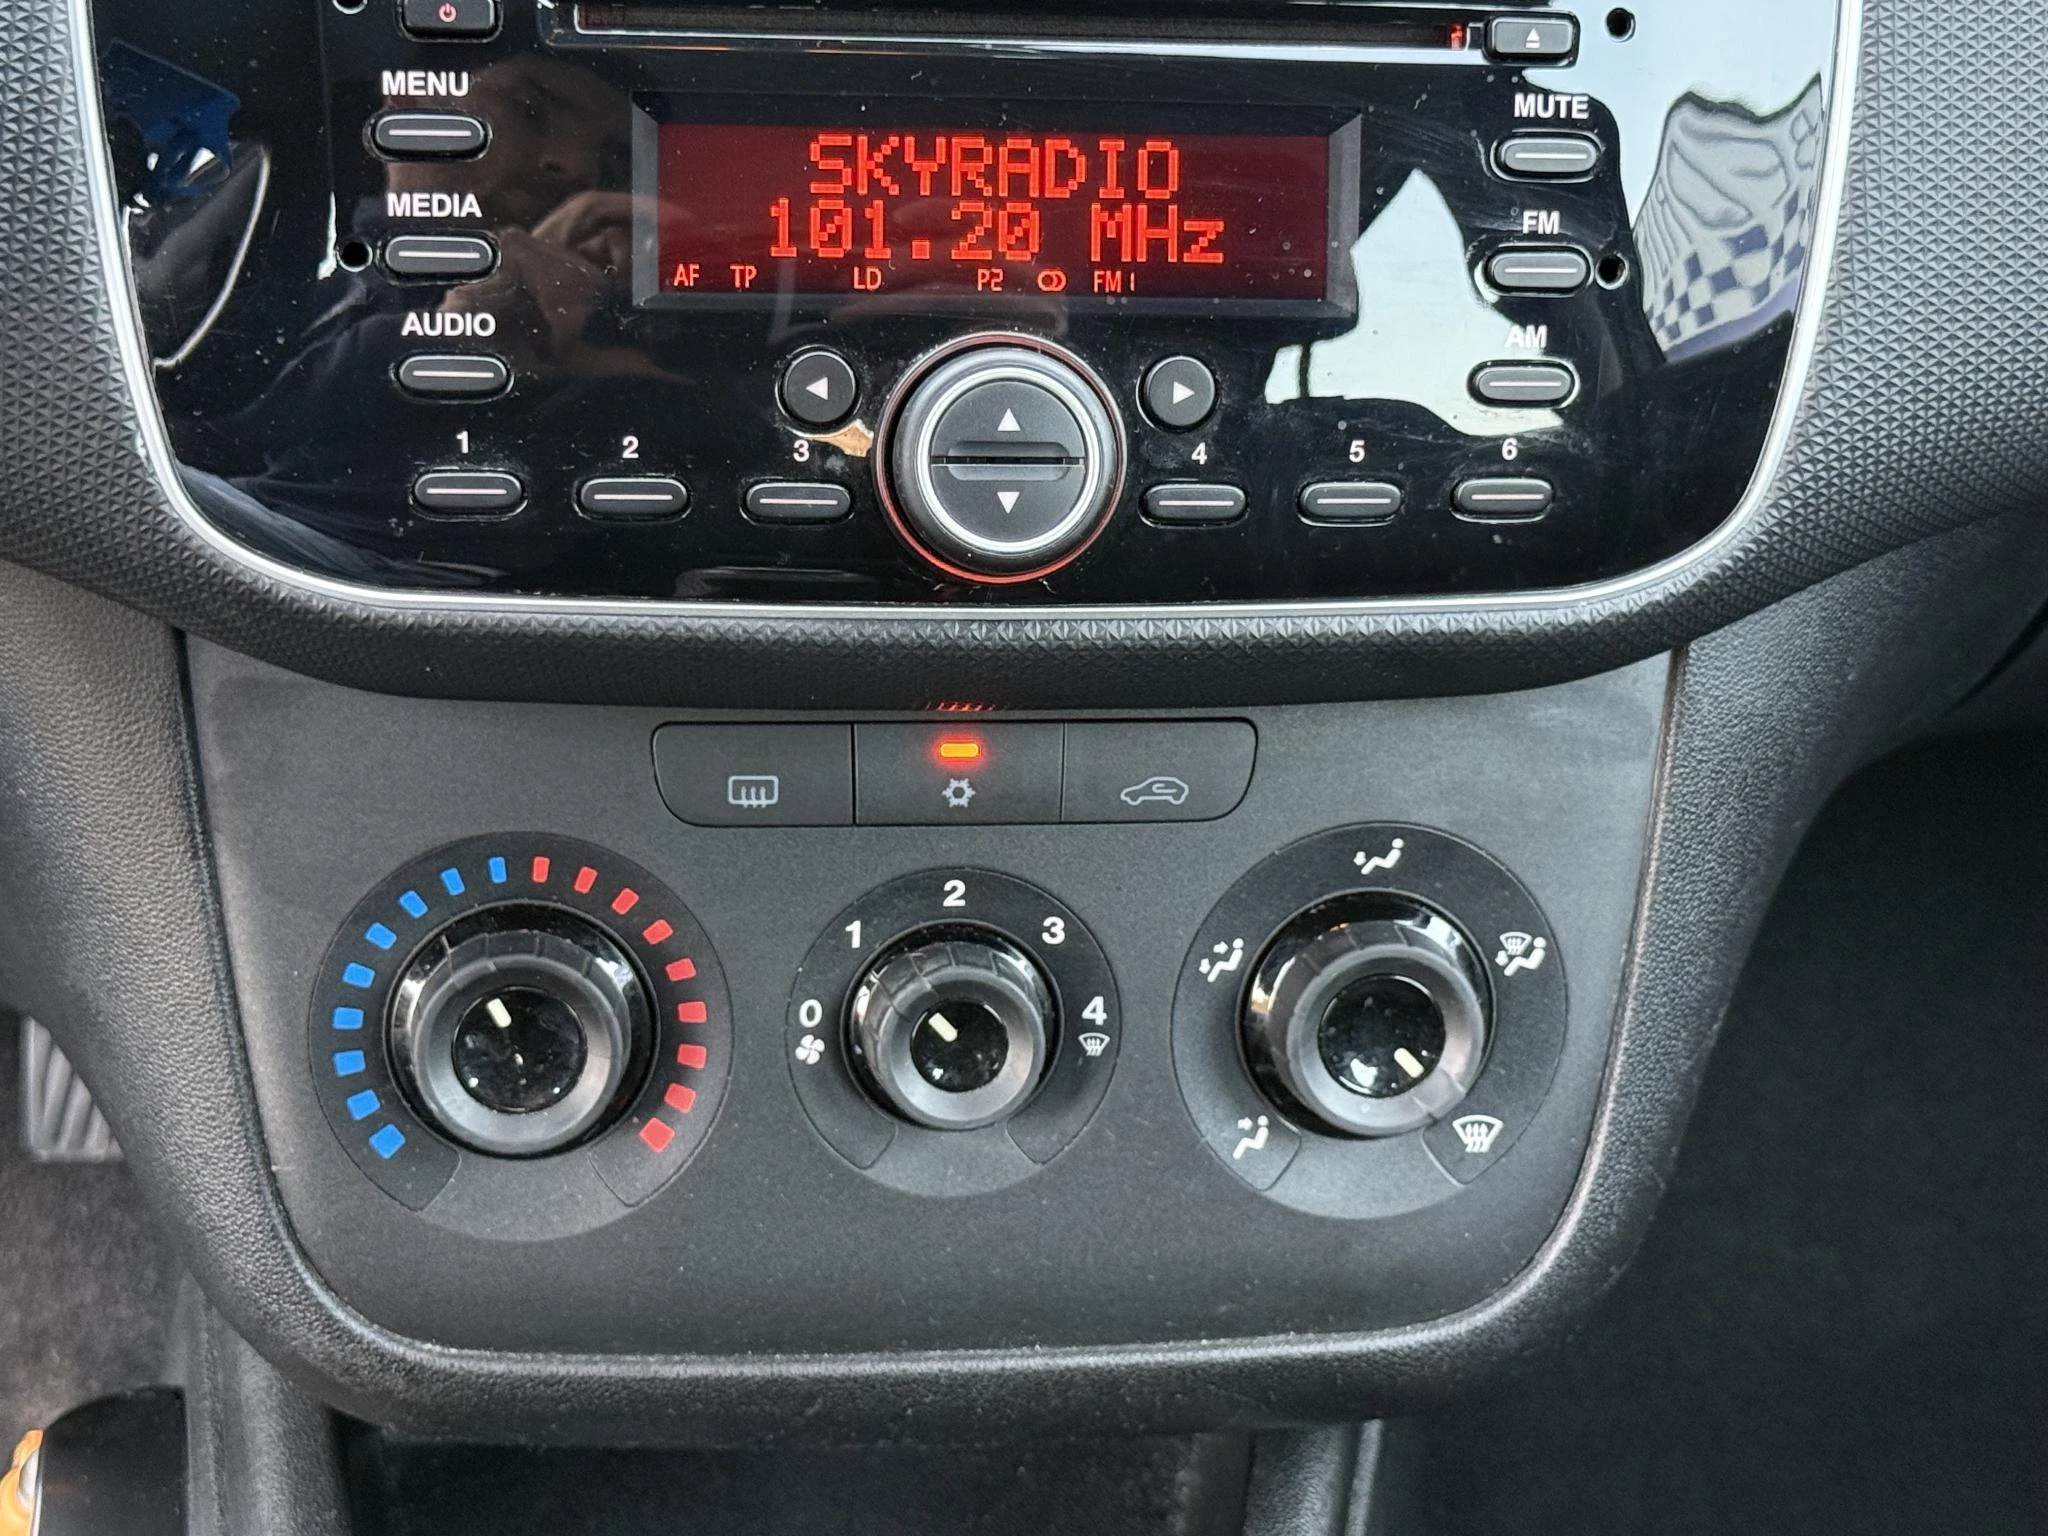 MENU
MUTE
SKYRADIO
101.20 MHz
MEDIA
FM
AF TP LD P2 FM1
AUDIO
AM
1 2 3 4 5 6
2
1 3
0 4